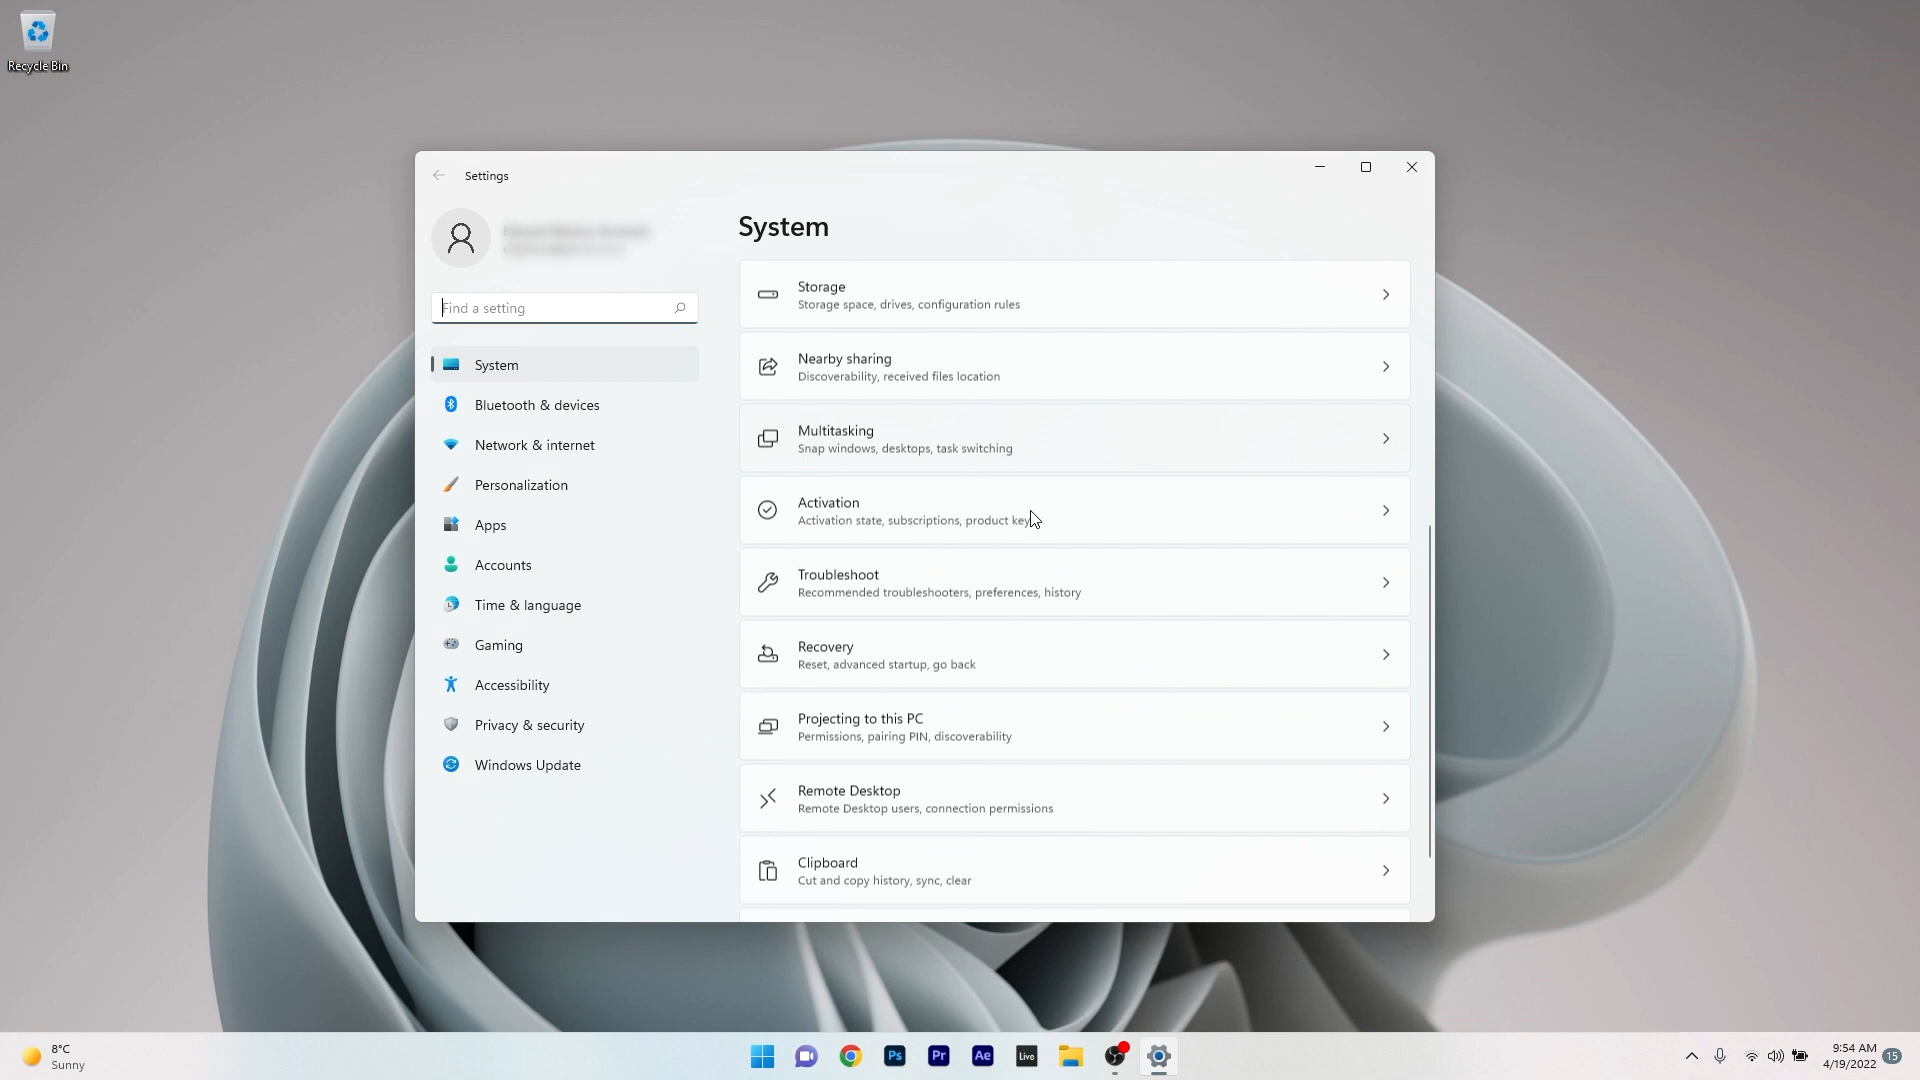 Recycle Bin
Settings
Find a setting
System
Bluetooth & devices
Network & internet
Personalization
Apps
Accounts
Time & language
Gaming
Accessibility
Privacy & security
Windows Update
System
Storage
Storage space, drives, configuration rules
Nearby sharing
Discoverability, received files location
Multitasking
Snap windows, desktops, task switching
Activation
Activation state, subscriptions, product key
Troubleshoot
Recommended troubleshooters, preferences, history
Recovery
Reset, advanced startup, go back
Projecting to this PC
Permissions, pairing PIN, discoverability
Remote Desktop
Remote Desktop users, connection permissions
Clipboard
Cut and copy history, sync, clear
8°C
Sunny
Ps
Pr
Ae
Live
9:54 AM
4/19/2022
15